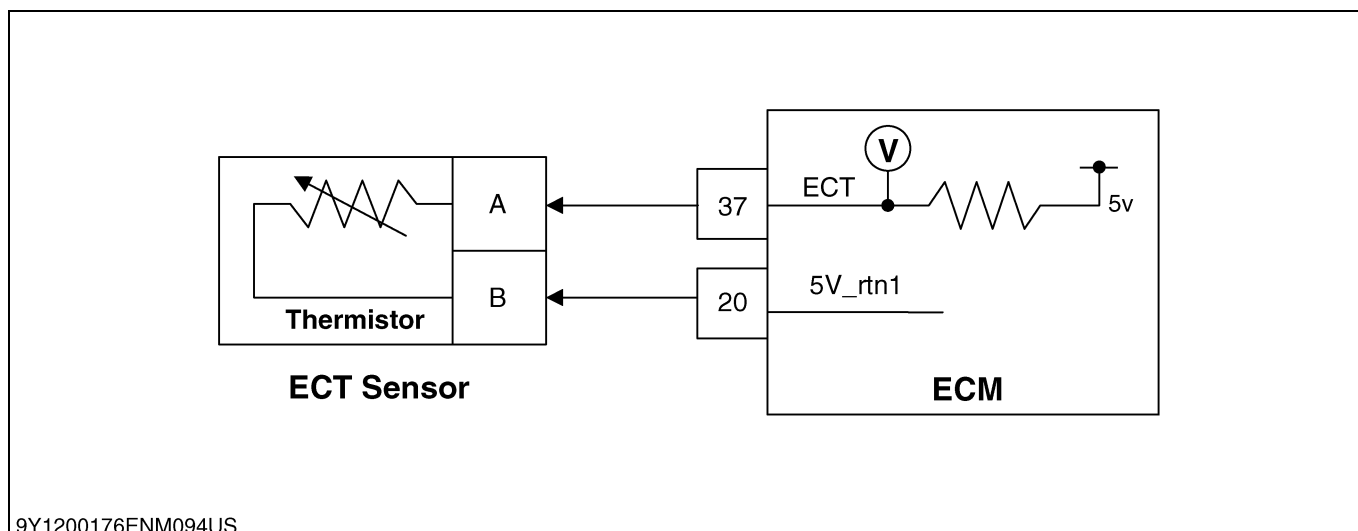 V
5v
ECT
A
37
B
20
5V_rtn1
Thermistor
ECT Sensor
ECM
9Y1200176ENM094US